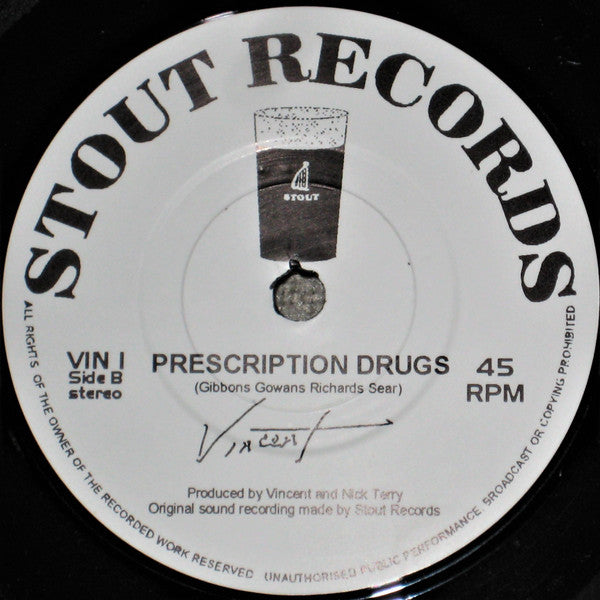 STOUT RECORDS
STOUT
VIN I
Side B
stereo
PRESCRIPTION DRUGS
(Gibbons Gowans Richards Sear)
45
RPM
Vincent
Produced by Vincent and Nick Terry
Original sound recording made by Stout Records
ALL RIGHTS OF THE OWNER OF THE RECORDED WORK RESERVED UNAUTHORISED PUBLIC PERFORMANCE, BROADCAST OR COPYING PROHIBITED